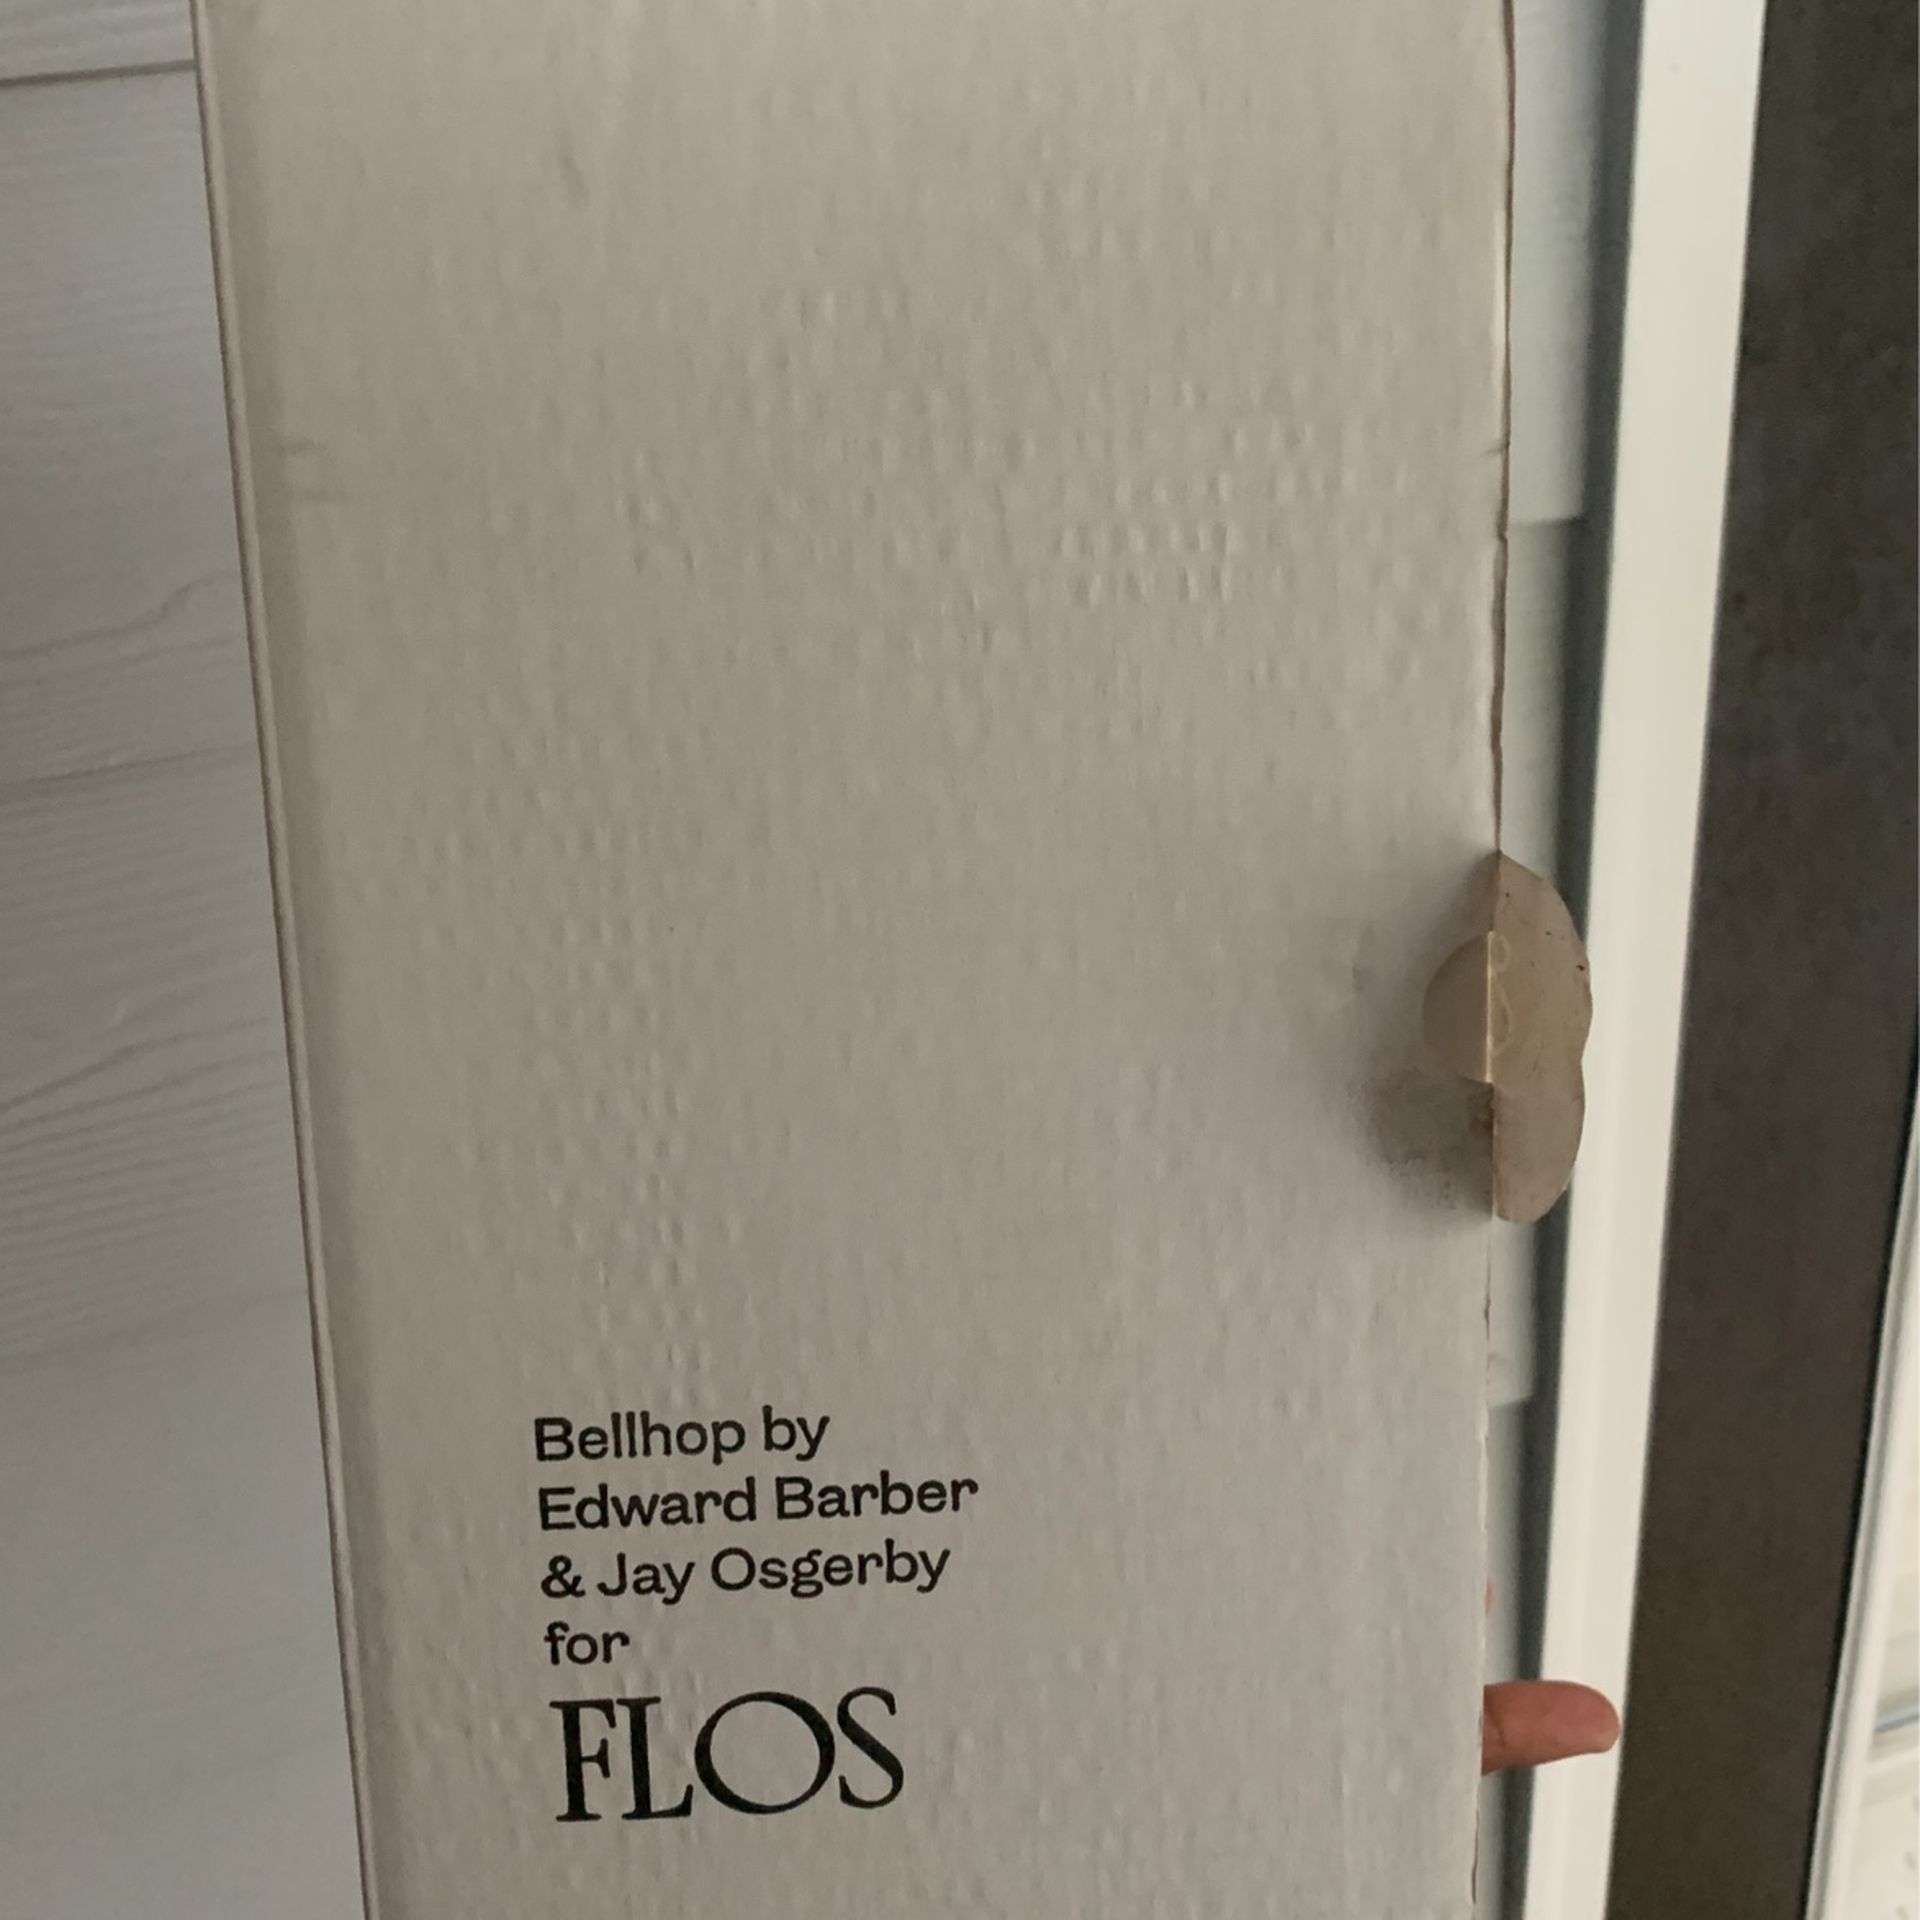 Bellhop by
Edward Barber
& Jay Osgerby
for
FLOS